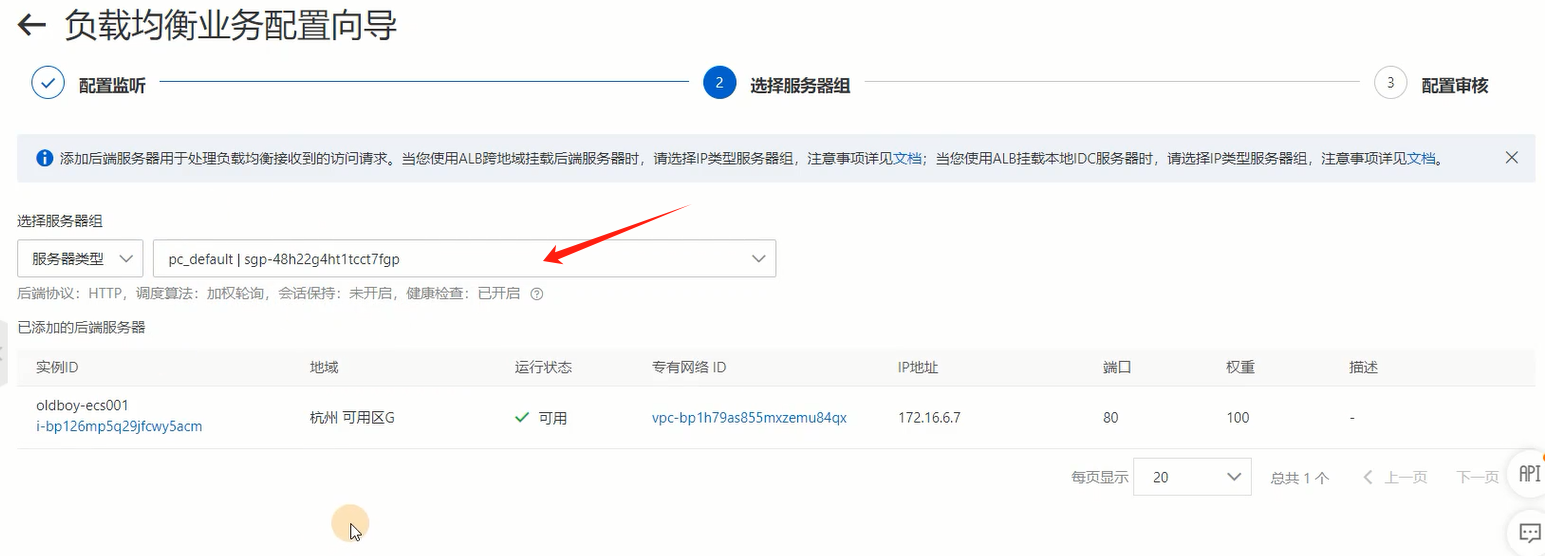 负载均衡业务配置向导
配置监听 2 选择服务器组 3 配置审核
添加后端服务器用于处理负载均衡接收到的访问请求。当您使用ALB跨地域挂载后端服务器时，请选择IP类型服务器组，注意事项详见文档；当您使用ALB挂载本地IDC服务器时，请选择IP类型服务器组，注意事项详见文档。
选择服务器组
服务器类型 pc_default | sgp-48h22g4ht1tcct7fgp
后端协议：HTTP，调度算法：加权轮询，会话保持：未开启，健康检查：已开启
已添加的后端服务器
实例ID 地域 运行状态 专有网络 ID IP地址 端口 权重 描述
oldboy-ecs001
i-bp126mp5q29jfcwy5acm 杭州 可用区G 可用 vpc-bp1h79as855mxzemu84qx 172.16.6.7 80 100 -
每页显示 20 总共 1 个 上一页 下一页
API